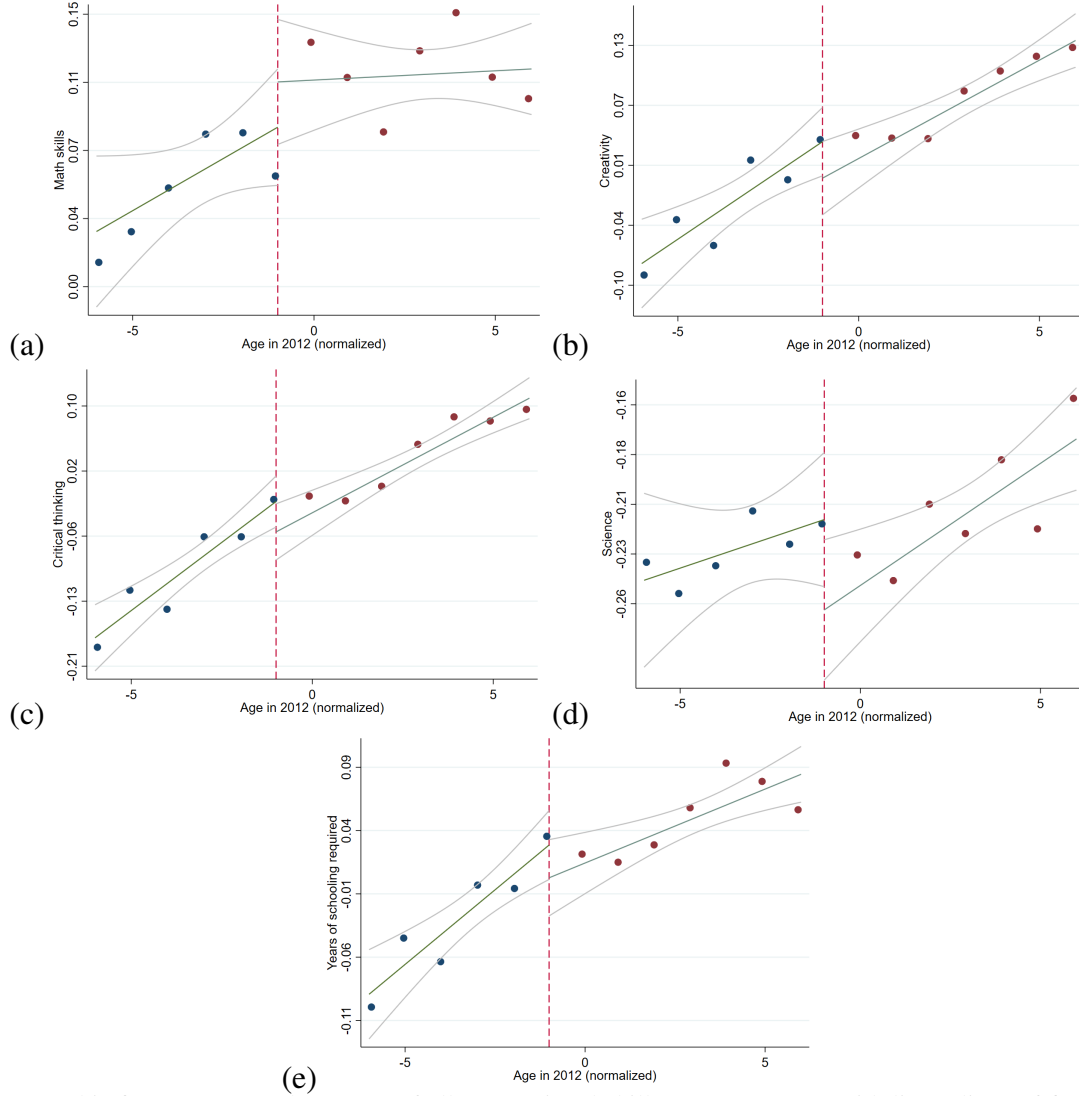 Math skills
0.15
0.11
0.07
0.04
0.00
-5
0
5
Age in 2012 (normalized)
(a)
Creativity
0.13
0.07
0.01
-0.04
-0.10
-5
0
5
Age in 2012 (normalized)
(b)
Critical thinking
0.10
0.02
-0.06
-0.13
-0.21
-5
0
5
Age in 2012 (normalized)
(c)
Science
-0.16
-0.18
-0.21
-0.23
-0.26
-5
0
5
Age in 2012 (normalized)
(d)
Years of schooling required
0.09
0.04
-0.01
-0.06
-0.11
-5
0
5
Age in 2012 (normalized)
(e)